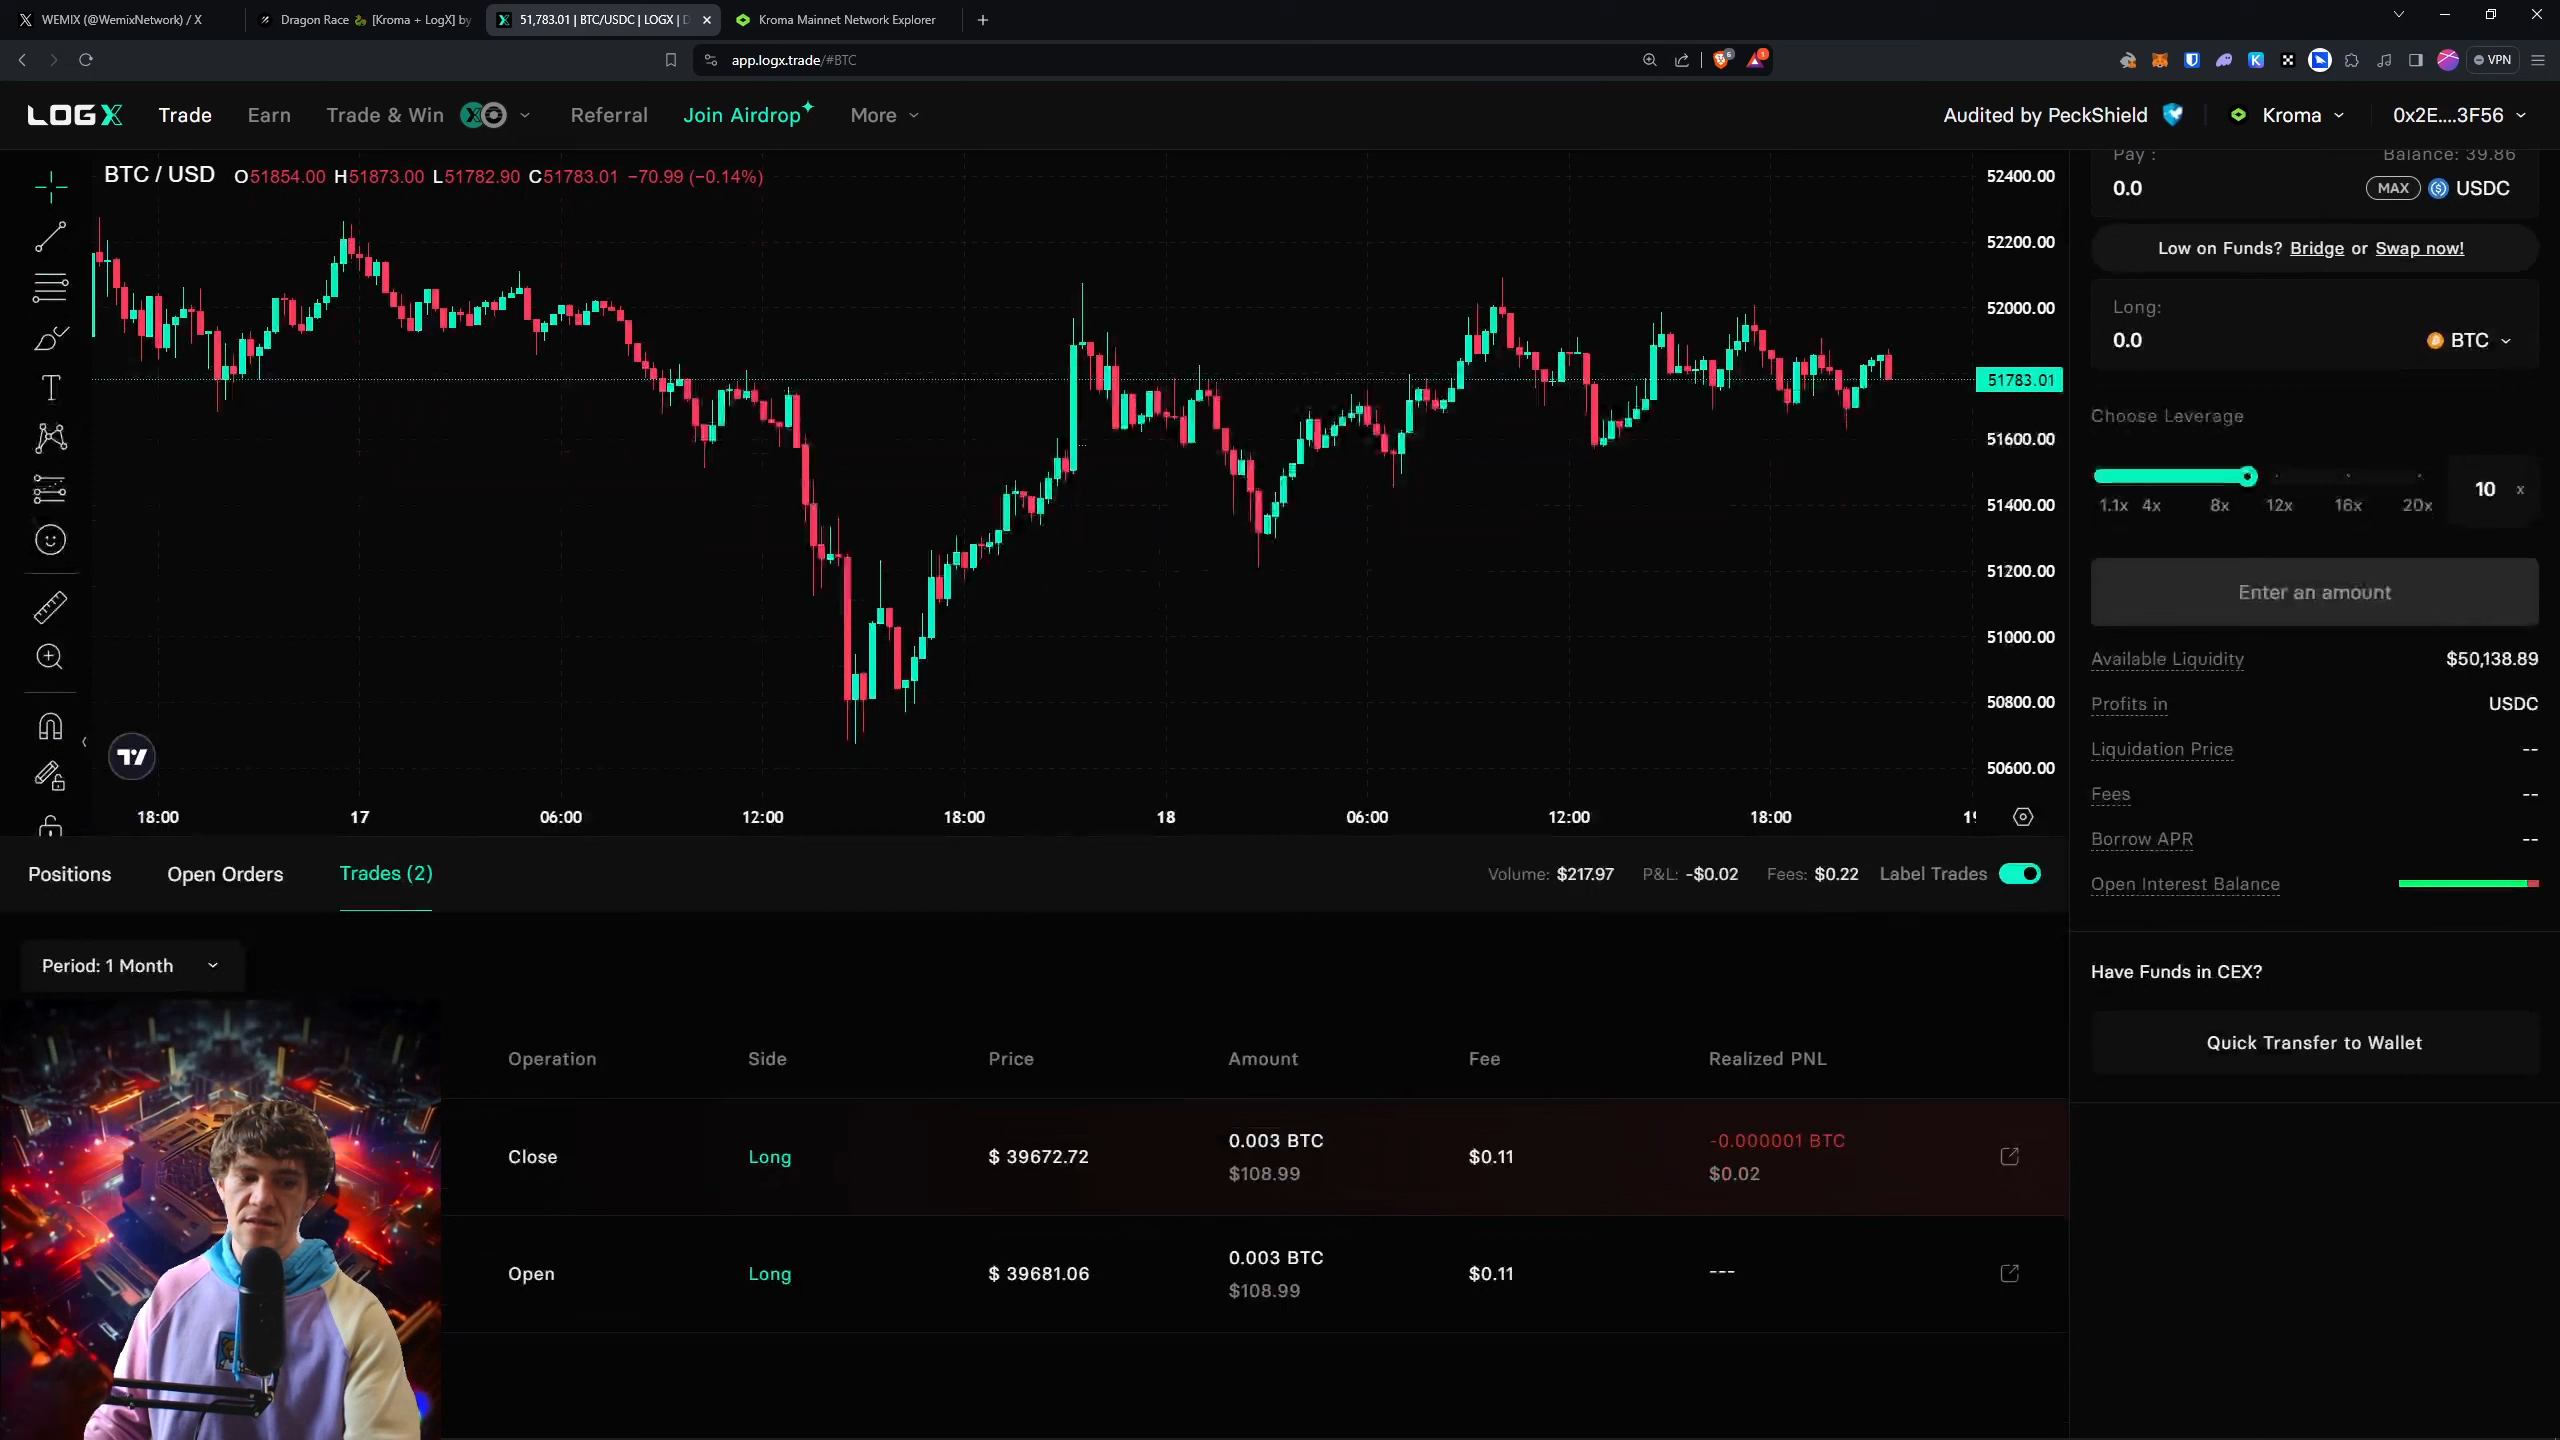 WEMIX (@WemixNetwork) / X
Dragon Race 🐉 [Kroma + LogX] by
51,783.01 | BTC/USDC | LOGX | D
Kroma Mainnet Network Explorer
app.logx.trade/#BTC
6
1
VPN
LOGX
Trade
Earn
Trade & Win
Referral
Join Airdrop
More
Audited by PeckShield
Kroma
0x2E....3F56
BTC / USD O51854.00 H51873.00 L51782.90 C51783.01 −70.99 (−0.14%)
52400.00
52200.00
52000.00
51783.01
51600.00
51400.00
51200.00
51000.00
50800.00
50600.00
18:00
17
06:00
12:00
18:00
18
06:00
12:00
18:00
Pay :
Balance: 39.86
0.0
MAX
USDC
Low on Funds? Bridge or Swap now!
Long:
0.0
BTC
Choose Leverage
10 x
1.1x 4x 8x 12x 16x 20x
Enter an amount
Available Liquidity $50,138.89
Profits in USDC
Liquidation Price --
Fees --
Borrow APR --
Open Interest Balance
Have Funds in CEX?
Quick Transfer to Wallet
Positions
Open Orders
Trades (2)
Volume: $217.97
P&L: -$0.02
Fees: $0.22
Label Trades
Period: 1 Month
Operation Side Price Amount Fee Realized PNL
Close Long $ 39672.72 0.003 BTC $0.11 -0.000001 BTC
$108.99 $0.02
Open Long $ 39681.06 0.003 BTC $0.11 ---
$108.99